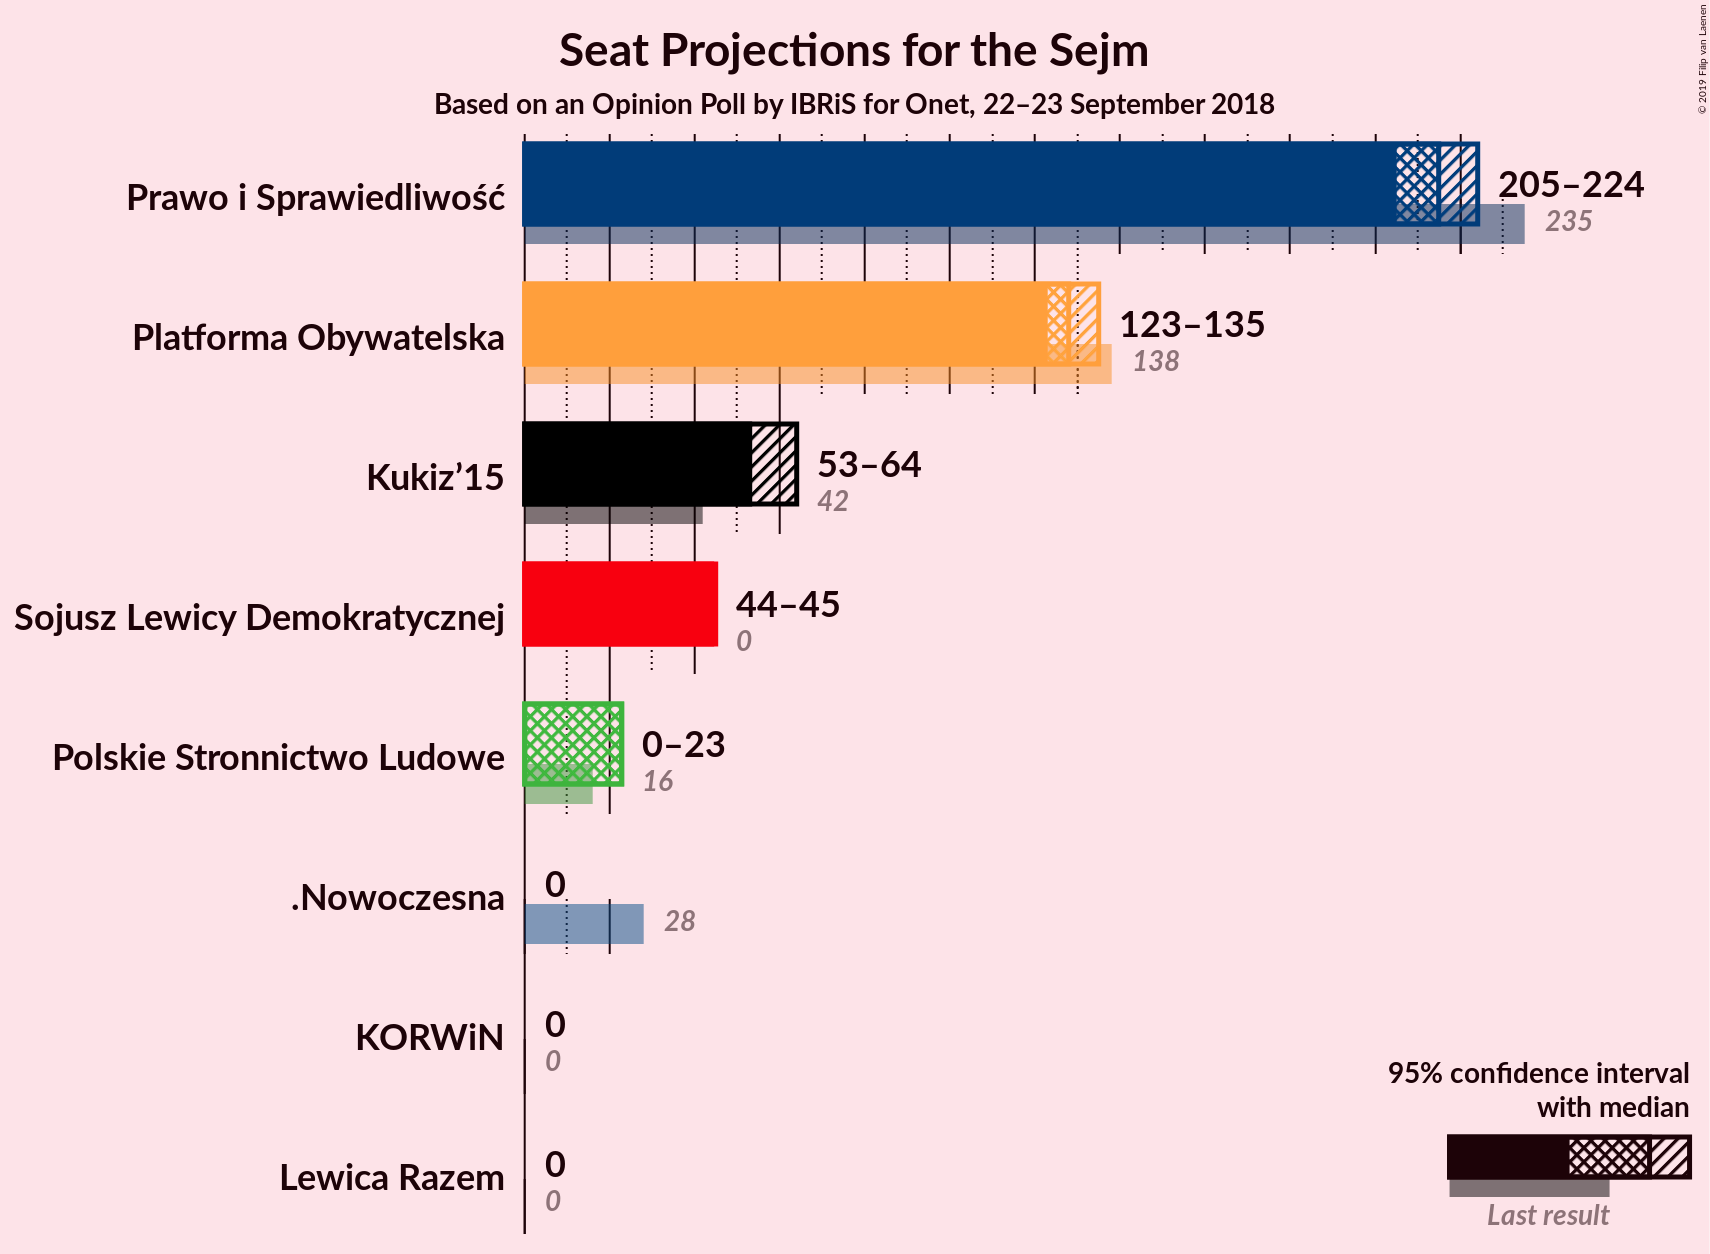 Seat Projections for the Sejm
Based on an Opinion Poll by IBRiS for Onet, 22–23 September 2018
© 2019 Filip van Laenen
Prawo i Sprawiedliwość
205–224
235
Platforma Obywatelska
123–135
138
Kukiz’15
53–64
42
Sojusz Lewicy Demokratycznej
44–45
0
Polskie Stronnictwo Ludowe
0–23
16
.Nowoczesna
0
28
KORWiN
0
0
Lewica Razem
0
0
95% confidence interval
with median
Last result